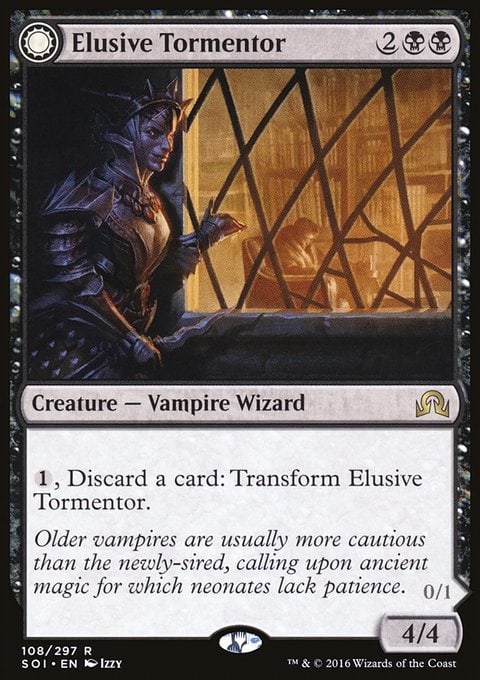 Elusive Tormentor 2
Creature — Vampire Wizard
1, Discard a card: Transform Elusive
Tormentor.
Older vampires are usually more cautious
than the newly-sired, calling upon ancient
magic for which neonates lack patience.
0/1
4/4
108/297 R
SOI • EN Izzy
™ & © 2016 Wizards of the Coast